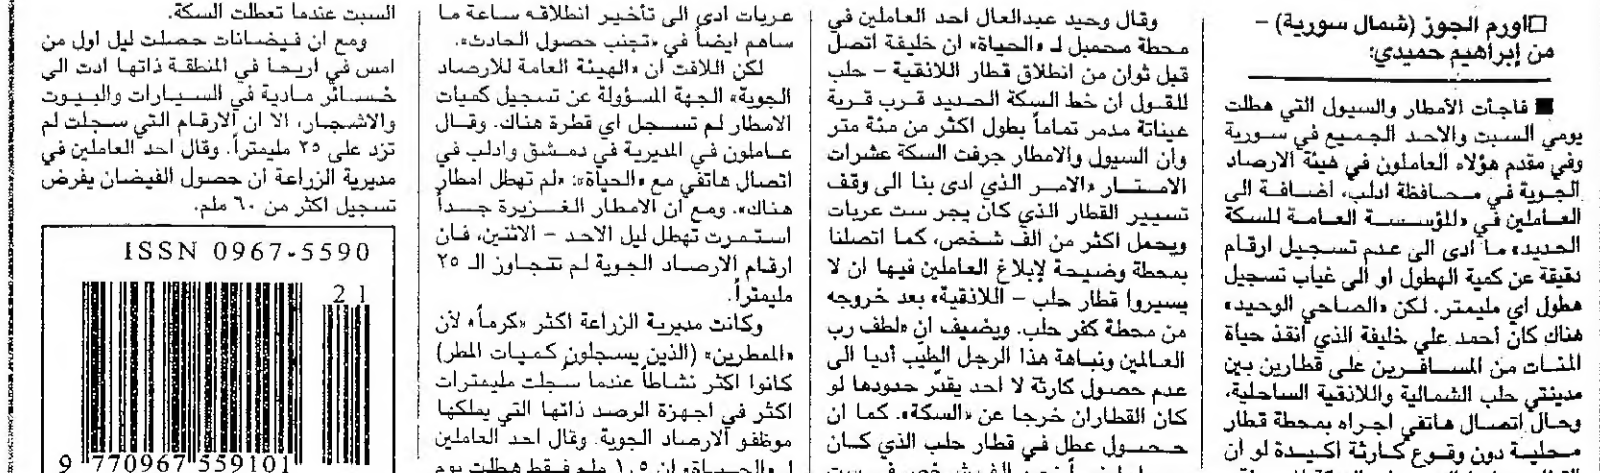 □اورم الجوز (شمال سورية) –
من إبراهيم حميدي:
■ فاجأت الأمطار والسيول التي هطلت
يومي السبت والاحد الجميع في سورية
وفي مقدم هؤلاء العاملون في هيئة الارصاد
الجوية في محافظة ادلب، اضافة الى
العاملين في «المؤسسة العامة للسكة
الحديد» ما ادى الى عدم تسجيل ارقام
دقيقة عن كمية الهطول او الى غياب تسجيل
هطول اي مليمتر. لكن «الصاحي الوحيد»
هناك كان أحمد علي خليفة الذي انقذ حياة
المئات من المسافرين على قطارين بين
مدينتي حلب الشمالية واللاذقية الساحلية،
وحال اتصال هاتفي اجراه بمحطة قطار
محلية دون وقوع كارثة اكيدة لو ان
وقال وحيد عبدالعال احد العاملين في
محطة محمبل لـ «الحياة» ان خليفة اتصل
قبل ثوان من انطلاق قطار اللاذقية – حلب
للقول ان خط السكة الحديد قرب قرية
عيناتة مدمر تماماً بطول اكثر من مئة متر
وان السيول والامطار جرفت السكة عشرات
الامتار «الامر الذي ادى بنا الى وقف
تسيير القطار الذي كان يجر ست عربات
ويحمل اكثر من الف شخص، كما اتصلنا
بمحطة وضيحة لإبلاغ العاملين فيها ان لا
يسيروا قطار حلب – اللاذقية» بعد خروجه
من محطة كفر حلب. ويضيف ان «لطف رب
العالمين ونباهة هذا الرجل الطيب أديا الى
عدم حصول كارثة لا احد يقدّر حدودها لو
كان القطاران خرجا عن «السكة». كما ان
حصول عطل في قطار حلب الذي كان
عربات ادى الى تأخير انطلاقه ساعة ما
ساهم ايضاً في «تجنب حصول الحادث».
لكن اللافت ان «الهيئة العامة للارصاد
الجوية» الجهة المسؤولة عن تسجيل كميات
الامطار لم تسجل اي قطرة هناك. وقال
عاملون في المديرية في دمشق وادلب في
اتصال هاتفي مع «الحياة»: «لم تهطل امطار
هناك». ومع ان الامطار الغزيرة جداً
استمرت تهطل ليل الاحد – الاثنين، فان
ارقام الارصاد الجوية لم تتجاوز الـ ٢٥
مليمتراً.
وكانت مديرية الزراعة اكثر «كرماً» لان
«الممطرين» (الذين يسجلون كميات المطر)
كانوا اكثر نشاطاً عندما سجلت مليمترات
اكثر في اجهزة الرصد ذاتها التي يملكها
موظفو الارصاد الجوية. وقال احد العاملين
لـ«الحياة» ان ١٠٥ ملم فقط هطلت يوم
السبت عندما تعطلت السكة.
ومع ان فيضانات حصلت ليل اول من
امس في اريحا في المنطقة ذاتها ادت الى
خسائر مادية في السيارات والبيوت
والاشجار، الا ان الارقام التي سجلت لم
تزد على ٢٥ مليمتراً. وقال احد العاملين في
مديرية الزراعة ان حصول الفيضان يفرض
تسجيل اكثر من ٦٠ ملم.
ISSN 0967-5590
21
9 770967 559101